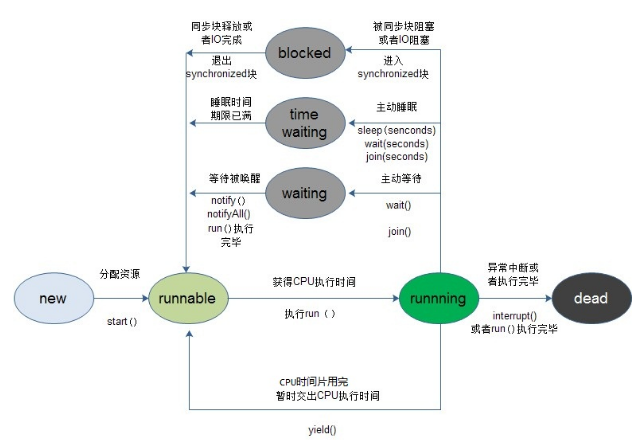 同步块释放或
者IO完成
退出
synchronized块
blocked
被同步块阻塞
或者IO阻塞
进入
synchronized块
睡眠时间
期限已满
time
waiting
主动睡眠
sleep(senconds)
wait(seconds)
join(seconds)
等待被唤醒
notify()
notifyAll()
run()执行
完毕
waiting
主动等待
wait()
join()
new
分配资源
start()
runnable
获得CPU执行时间
执行run ()
runnning
异常中断或
者执行完毕
interrupt()
或者run()执行完毕
dead
CPU时间片用完
暂时交出CPU执行时间
yield()